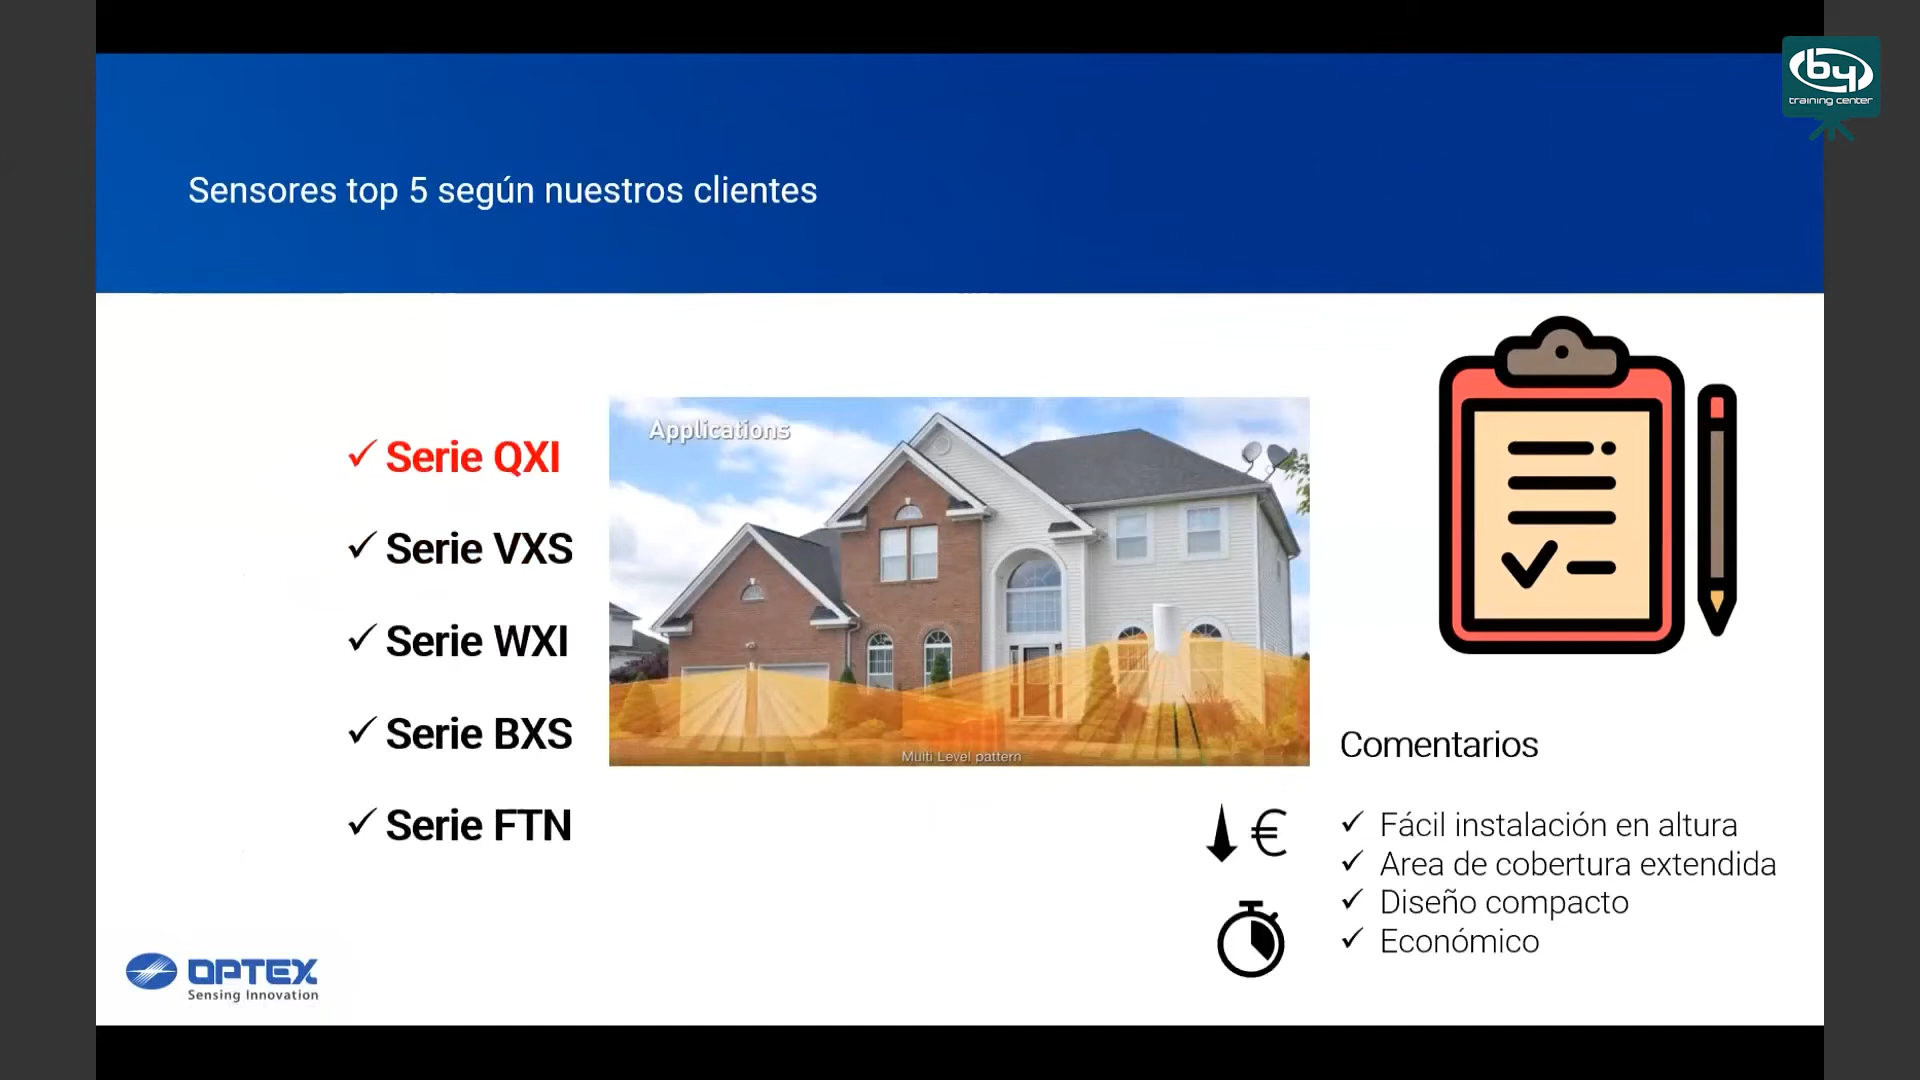 by
training center
Sensores top 5 según nuestros clientes
Applications
✓ Serie QXI
✓ Serie VXS
✓ Serie WXI
✓ Serie BXS
✓ Serie FTN
Multi Level pattern
Comentarios
€
✓ Fácil instalación en altura
✓ Area de cobertura extendida
✓ Diseño compacto
✓ Económico
OPTEX
Sensing Innovation